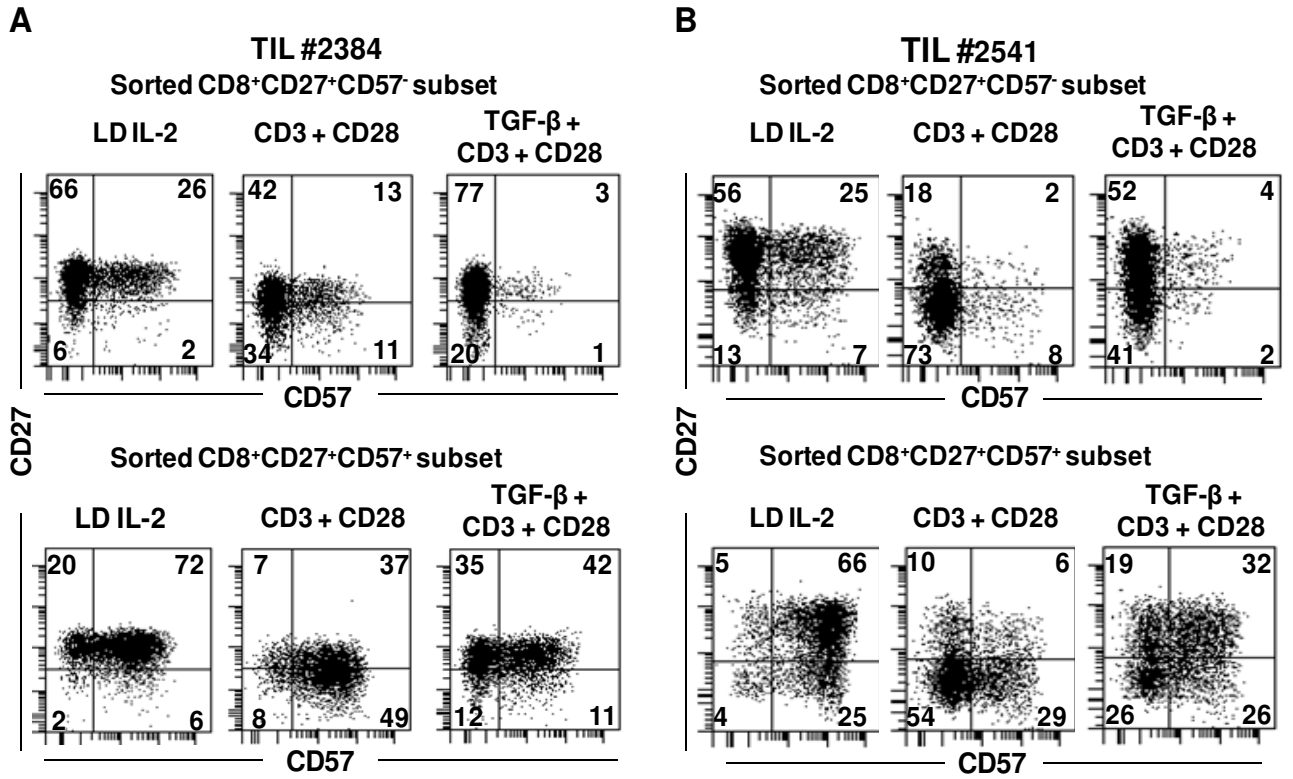 A
TIL #2384
Sorted CD8⁺CD27⁺CD57⁻ subset
LD IL-2
CD3 + CD28
TGF-β +
CD3 + CD28
66 26
6 2
42 13
34 11
77 3
20 1
CD57
CD27
Sorted CD8⁺CD27⁺CD57⁺ subset
LD IL-2
CD3 + CD28
TGF-β +
CD3 + CD28
20 72
2 6
7 37
8 49
35 42
12 11
CD57
B
TIL #2541
Sorted CD8⁺CD27⁺CD57⁻ subset
LD IL-2
CD3 + CD28
TGF-β +
CD3 + CD28
56 25
13 7
18 2
73 8
52 4
41 2
CD57
CD27
Sorted CD8⁺CD27⁺CD57⁺ subset
LD IL-2
CD3 + CD28
TGF-β +
CD3 + CD28
5 66
4 25
10 6
54 29
19 32
26 26
CD57